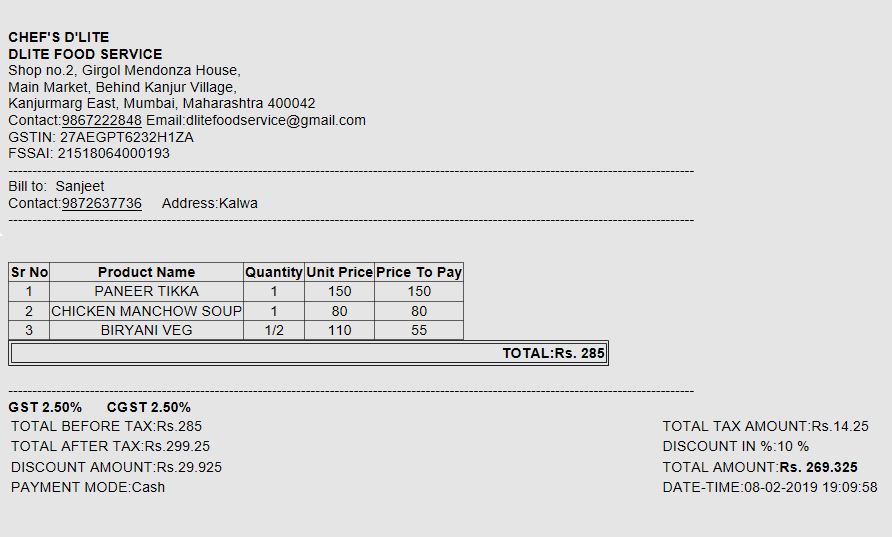 CHEF'S D'LITE
DLITE FOOD SERVICE
Shop no.2, Girgol Mendonza House,
Main Market, Behind Kanjur Village,
Kanjurmarg East, Mumbai, Maharashtra 400042
Contact:9867222848 Email:dlitefoodservice@gmail.com
GSTIN: 27AEGPT6232H1ZA
FSSAI: 21518064000193
Bill to: Sanjeet
Contact:9872637736 Address:Kalwa
Sr No Product Name Quantity Unit Price Price To Pay
1 PANEER TIKKA 1 150 150
2 CHICKEN MANCHOW SOUP 1 80 80
3 BIRYANI VEG 1/2 110 55
TOTAL:Rs. 285
GST 2.50% CGST 2.50%
TOTAL BEFORE TAX:Rs.285 TOTAL TAX AMOUNT:Rs.14.25
TOTAL AFTER TAX:Rs.299.25 DISCOUNT IN %:10 %
DISCOUNT AMOUNT:Rs.29.925 TOTAL AMOUNT:Rs. 269.325
PAYMENT MODE:Cash DATE-TIME:08-02-2019 19:09:58